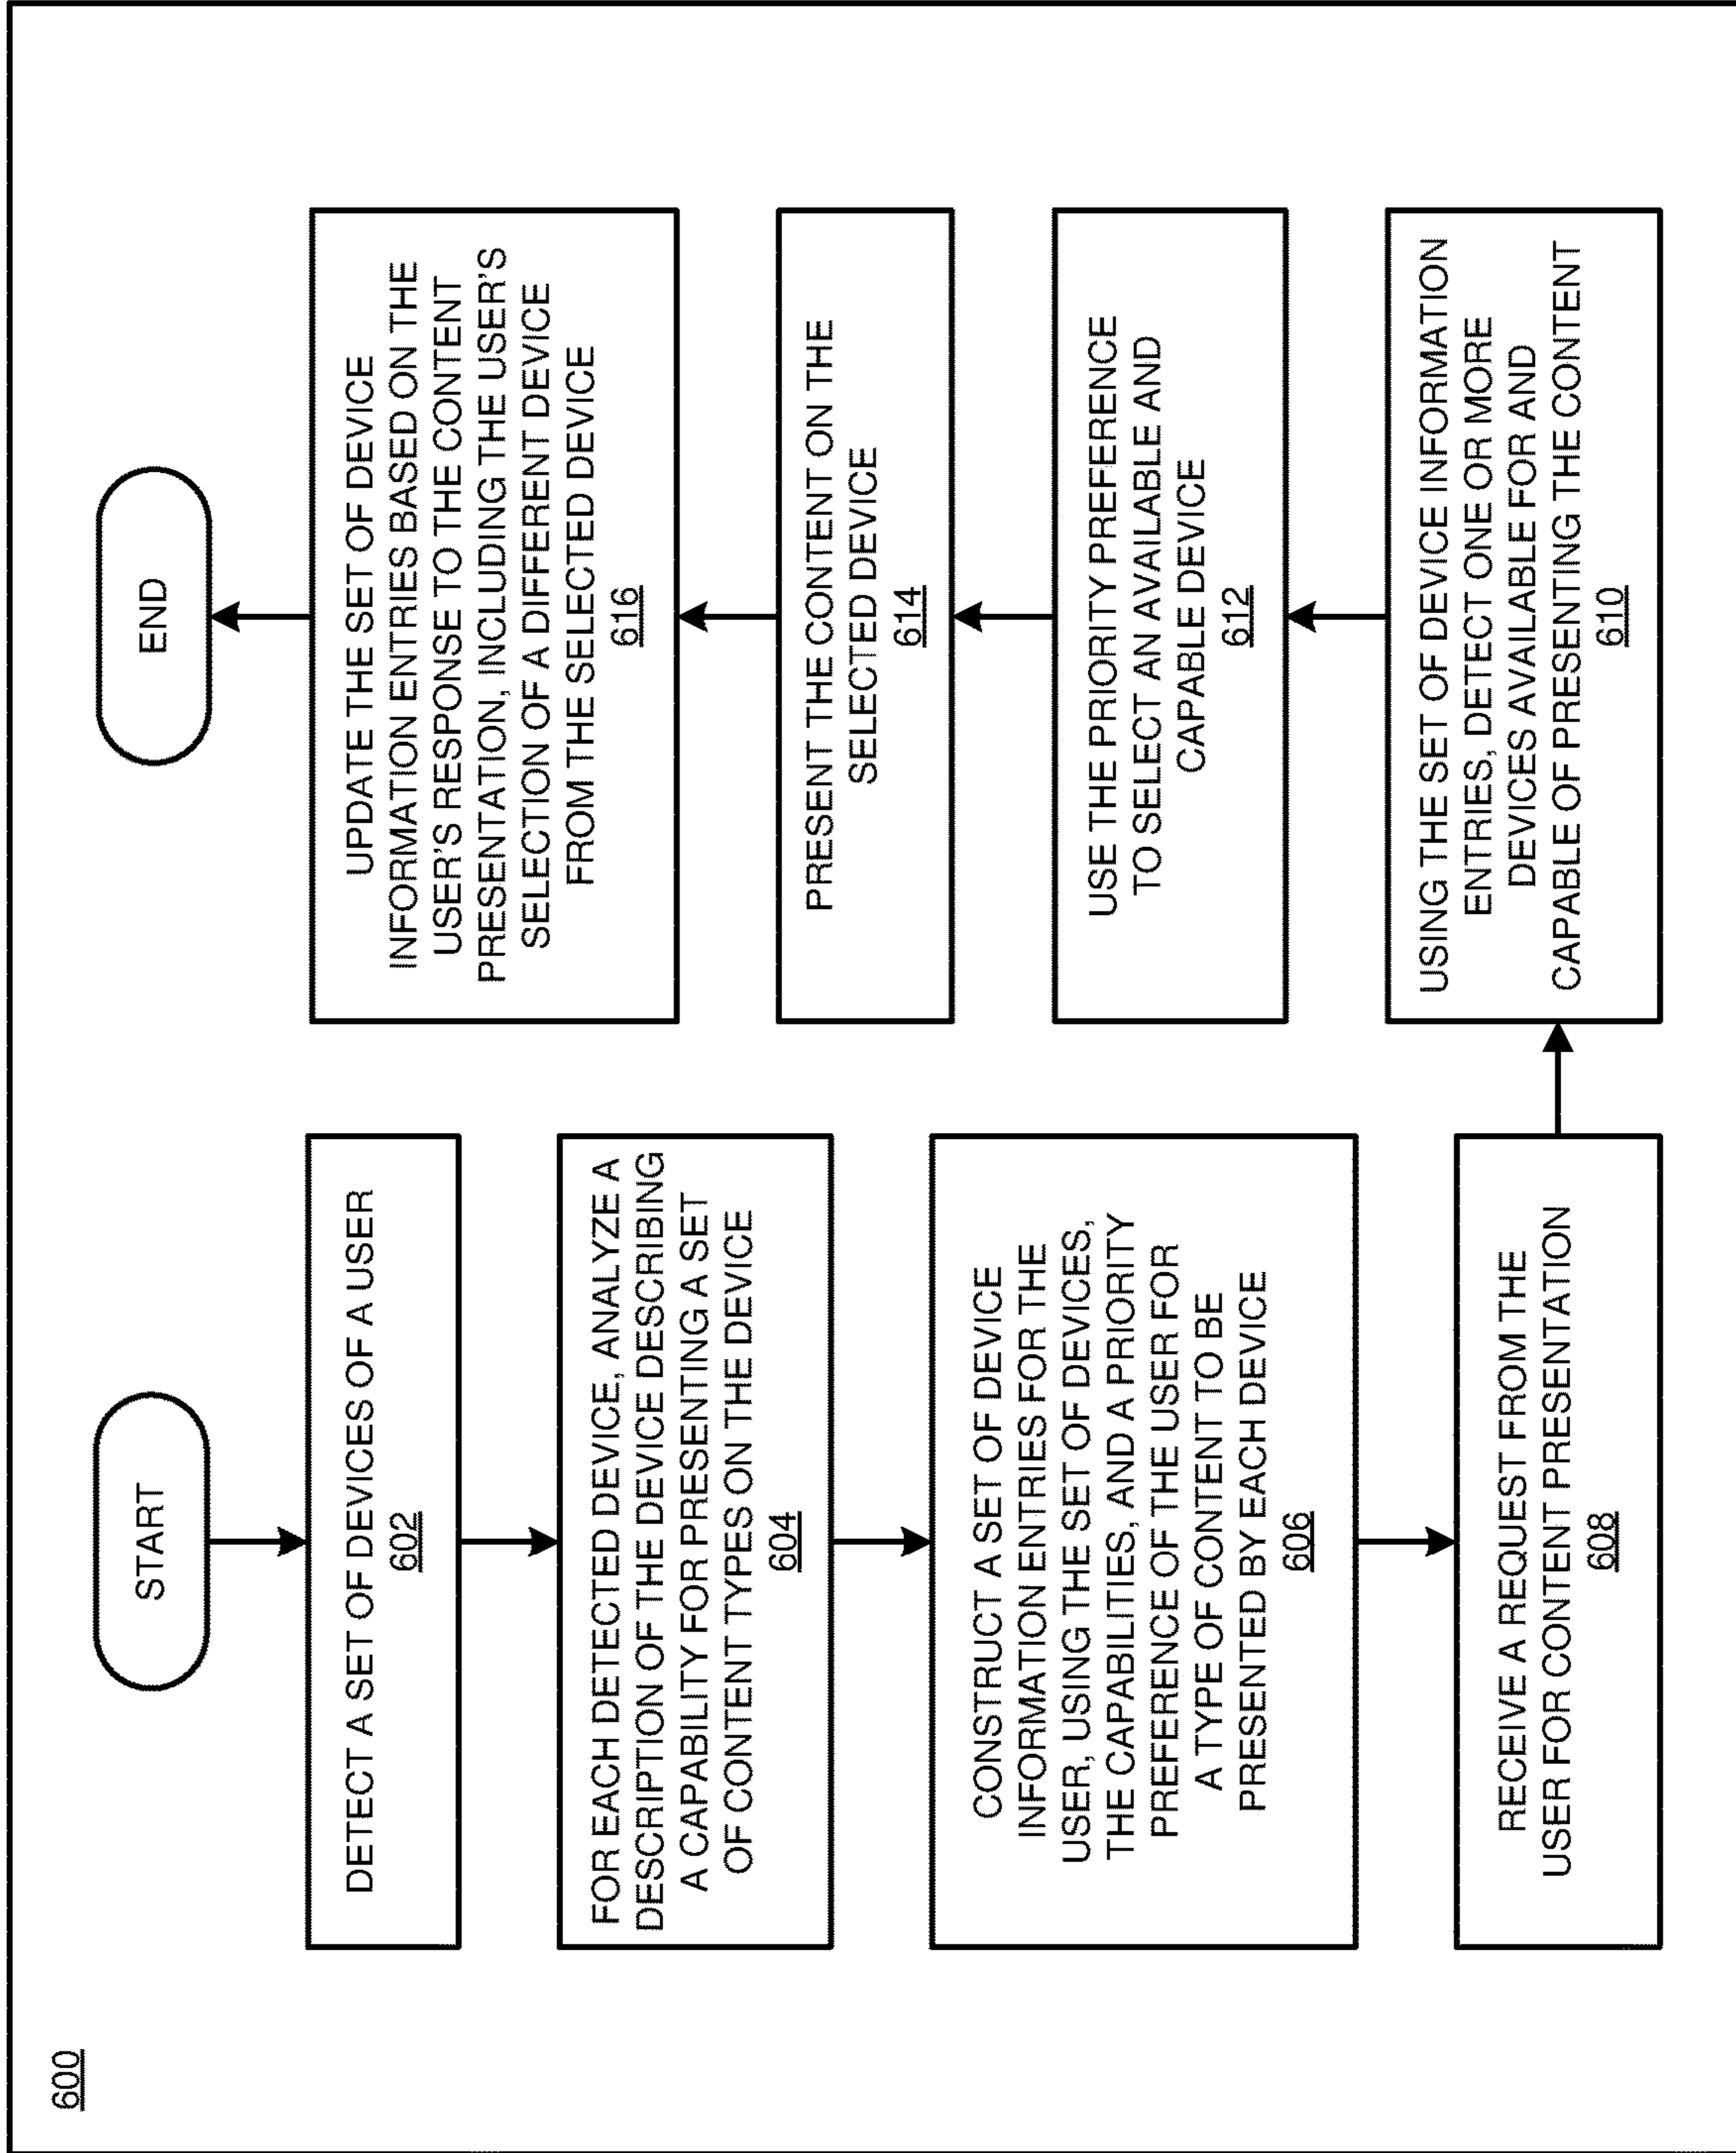 600
START
DETECT A SET OF DEVICES OF A USER
602
FOR EACH DETECTED DEVICE, ANALYZE A
DESCRIPTION OF THE DEVICE DESCRIBING
A CAPABILITY FOR PRESENTING A SET
OF CONTENT TYPES ON THE DEVICE
604
CONSTRUCT A SET OF DEVICE
INFORMATION ENTRIES FOR THE
USER, USING THE SET OF DEVICES,
THE CAPABILITIES, AND A PRIORITY
PREFERENCE OF THE USER FOR
A TYPE OF CONTENT TO BE
PRESENTED BY EACH DEVICE
606
RECEIVE A REQUEST FROM THE
USER FOR CONTENT PRESENTATION
608
USING THE SET OF DEVICE INFORMATION
ENTRIES, DETECT ONE OR MORE
DEVICES AVAILABLE FOR AND
CAPABLE OF PRESENTING THE CONTENT
610
USE THE PRIORITY PREFERENCE
TO SELECT AN AVAILABLE AND
CAPABLE DEVICE
612
PRESENT THE CONTENT ON THE
SELECTED DEVICE
614
UPDATE THE SET OF DEVICE
INFORMATION ENTRIES BASED ON THE
USER'S RESPONSE TO THE CONTENT
PRESENTATION, INCLUDING THE USER'S
SELECTION OF A DIFFERENT DEVICE
FROM THE SELECTED DEVICE
616
END